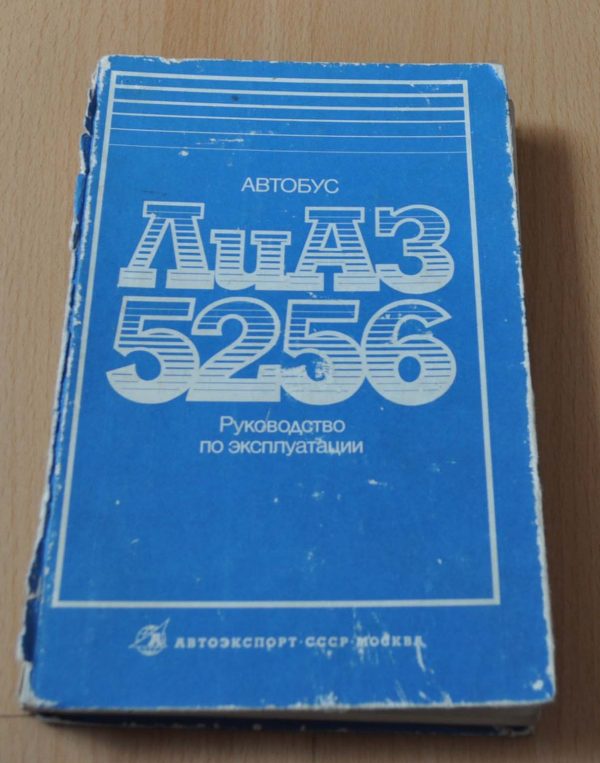 АВТОБУС
ЛиАЗ
5256
Руководство
по эксплуатации
АВТОЭКСПОРТ·СССР·МОСКВА